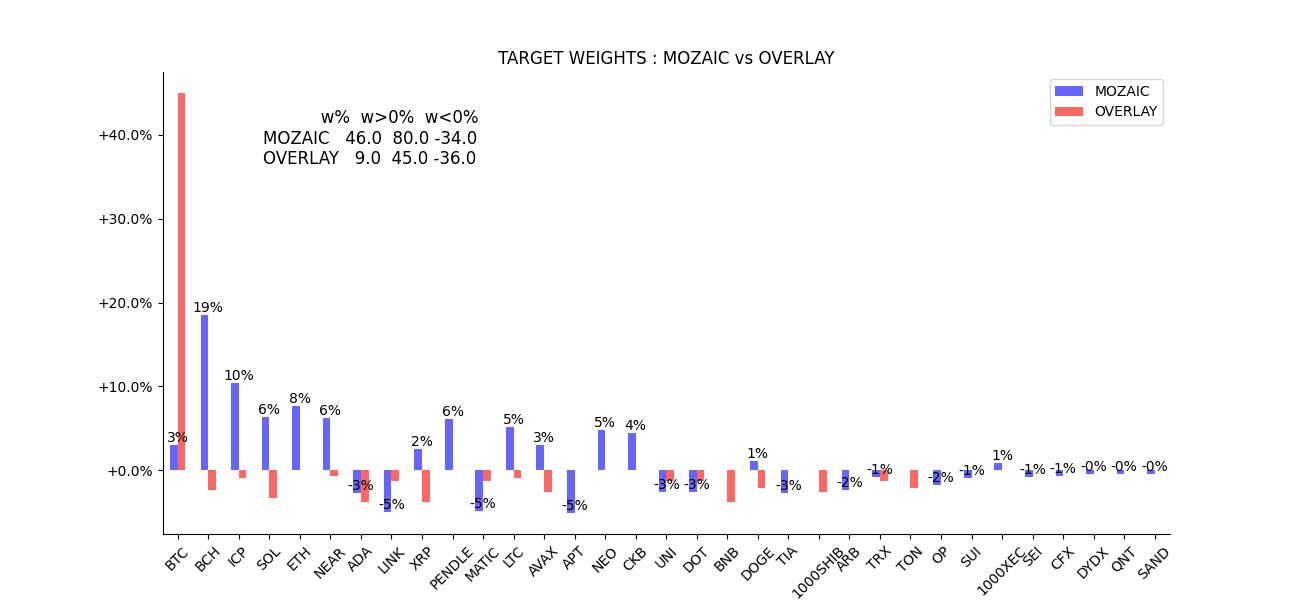 TARGET WEIGHTS : MOZAIC vs OVERLAY
MOZAIC
OVERLAY
w% w>0% w<0%
MOZAIC 46.0 80.0 -34.0
OVERLAY 9.0 45.0 -36.0
+40.0%
+30.0%
+20.0%
+10.0%
+0.0%
3%
19%
10%
6%
8%
6%
-3%
-5%
2%
6%
-5%
5%
3%
-5%
5%
4%
-3%
-3%
1%
-3%
-2%
-1%
-2%
-1%
1%
-1%
-1%
-0%
-0%
-0%
BTC
BCH
ICP
SOL
ETH
NEAR
ADA
LINK
XRP
PENDLE
MATIC
LTC
AVAX
APT
NEO
CKB
UNI
DOT
BNB
DOGE
TIA
1000SHIB
ARB
TRX
TON
OP
SUI
1000XEC
SEI
CFX
DYDX
QNT
SAND